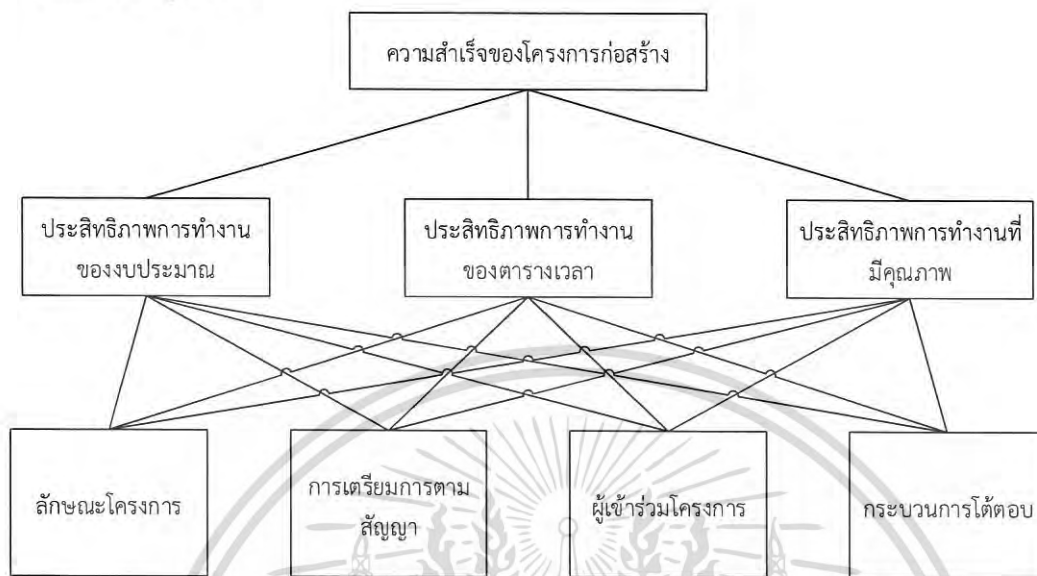 ความสำเร็จของโครงการก่อสร้าง
ประสิทธิภาพการทำงาน
ของงบประมาณ
ประสิทธิภาพการทำงาน
ของตารางเวลา
ประสิทธิภาพการทำงานที่
มีคุณภาพ
ลักษณะโครงการ
การเตรียมการตาม
สัญญา
ผู้เข้าร่วมโครงการ
กระบวนการโต้ตอบ